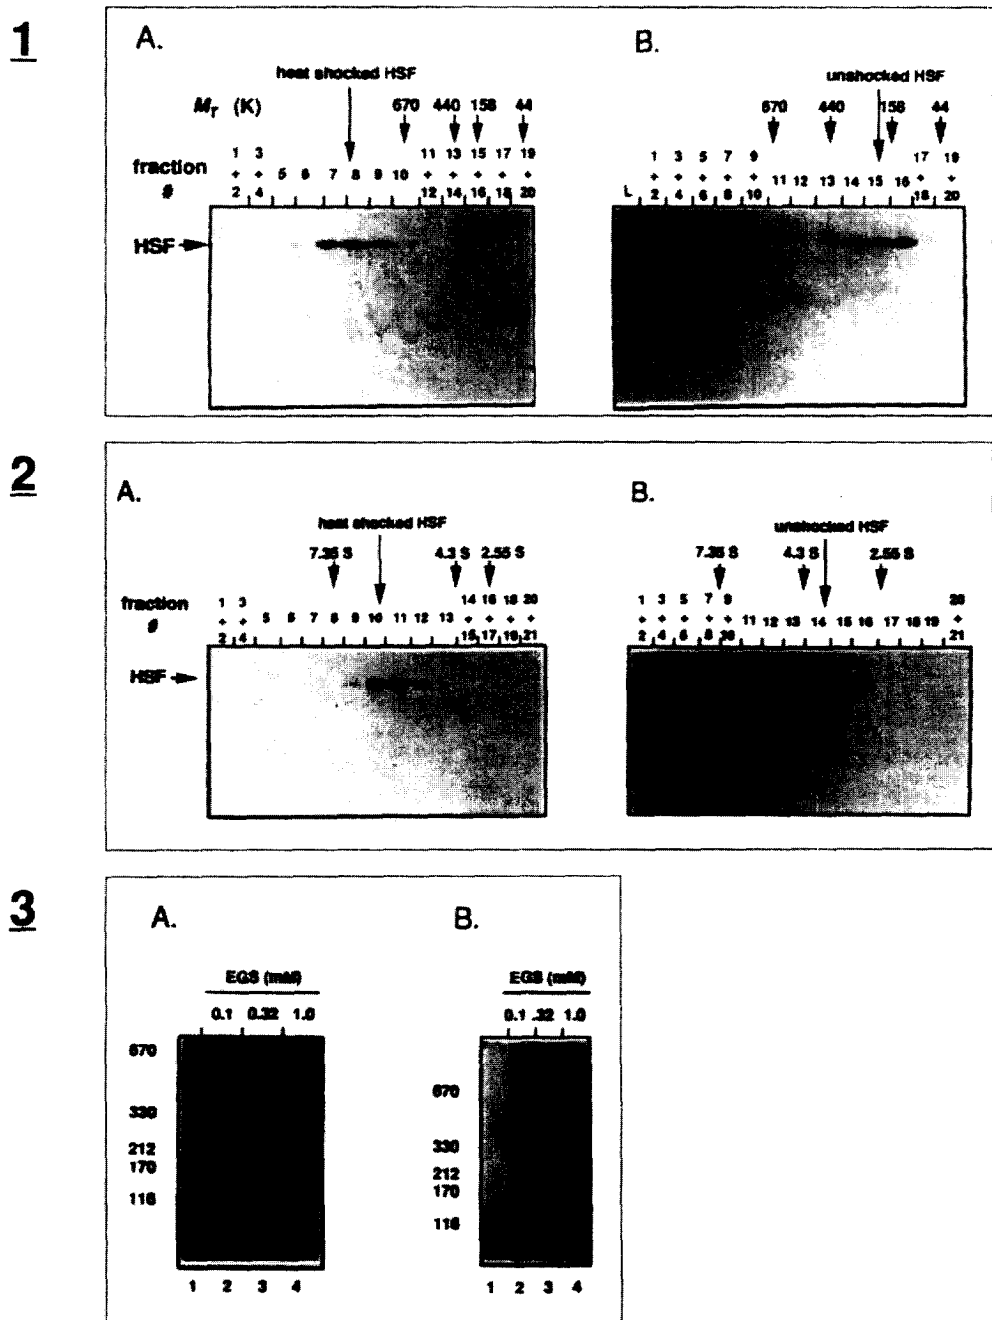 1
A.
heat shocked HSF
Mr (K)
670 440 158 44
fraction #
1 3 5 6 7 8 9 10 11 13 15 17 19
+ + + + + + +
2 4 12 14 16 18 20
HSF
B.
unshocked HSF
670 440 158 44
1 3 5 7 9 11 12 13 14 15 16 17 19
+ + + + + + +
L 2 4 6 8 10 18 20
2
A.
heat shocked HSF
7.35 S 4.3 S 2.55 S
fraction #
1 3 5 6 7 8 9 10 11 12 13 14 16 18 20
+ + + + + +
2 4 15 17 19 21
HSF
B.
unshocked HSF
7.35 S 4.3 S 2.55 S
1 3 5 7 9 11 12 13 14 15 16 17 18 19 20
+ + + + + +
2 4 6 8 10 21
3
A.
EGS (mM)
0.1 0.32 1.0
670
330
212
170
116
1 2 3 4
B.
EGS (mM)
0.1 .32 1.0
670
330
212
170
116
1 2 3 4